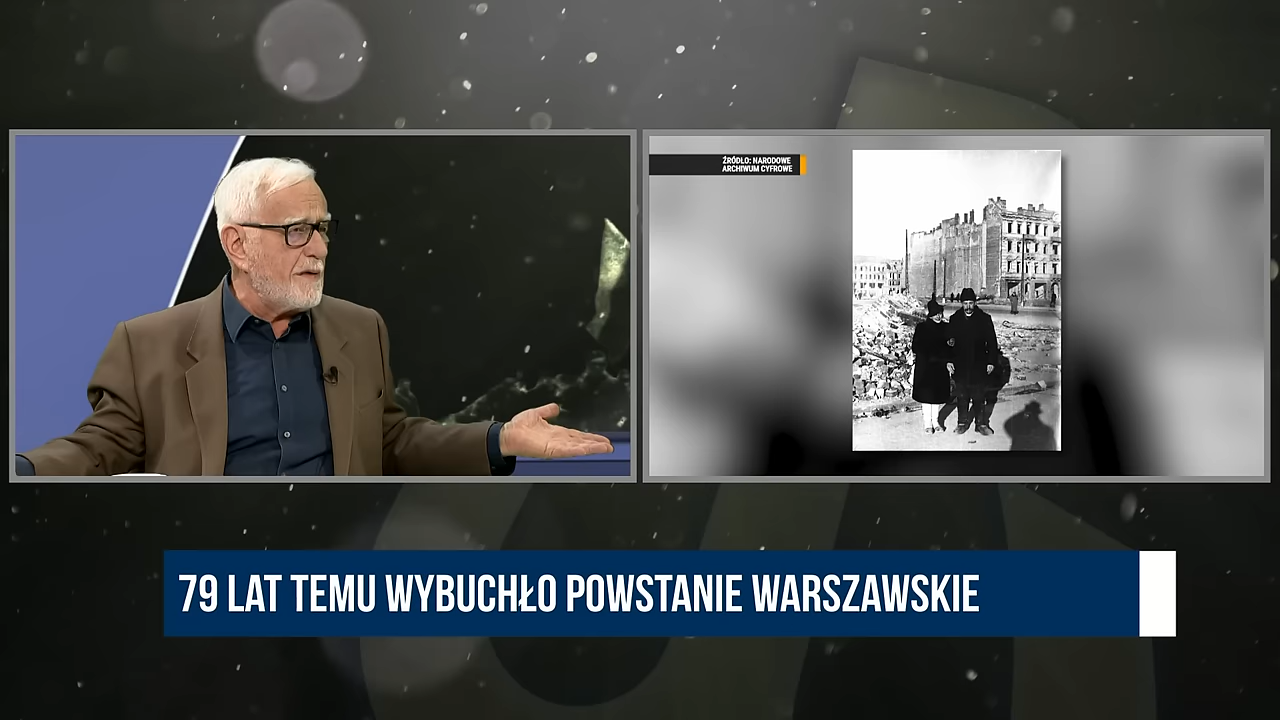 ŹRÓDŁO: NARODOWE
ARCHIWUM CYFROWE
79 LAT TEMU WYBUCHŁO POWSTANIE WARSZAWSKIE